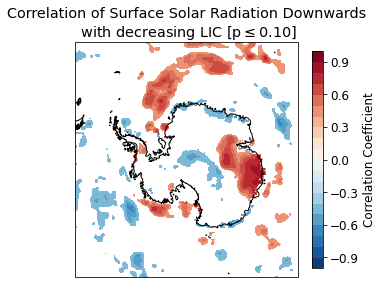 Correlation of Surface Solar Radiation Downwards
with decreasing LIC [p ≤ 0.10]
0.9
0.6
0.3
0.0
−0.3
−0.6
−0.9
Correlation Coefficient